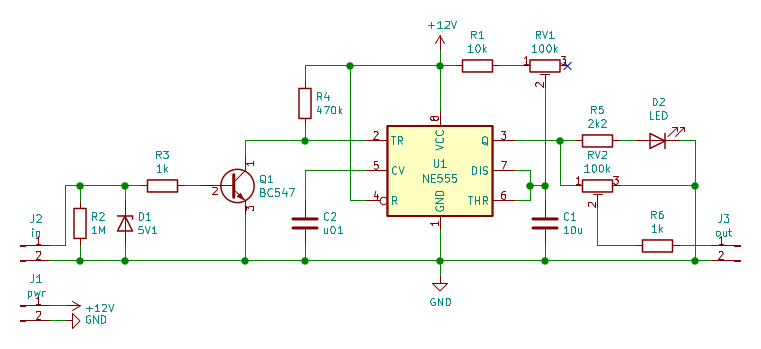 +12V
R1
10k
RV1
100k
1
3
2
R4
470k
8
VCC
2
TR
Q
3
R5
2k2
D2
LED
5
CV
U1
NE555
DIS
7
RV2
100k
1
3
2
4
R
GND
THR
6
1
R3
1k
1
2
Q1
BC547
3
J2
in
1
2
R2
1M
D1
5V1
C2
u01
C1
10u
R6
1k
J3
out
1
2
GND
J1
pwr
1
+12V
2
GND